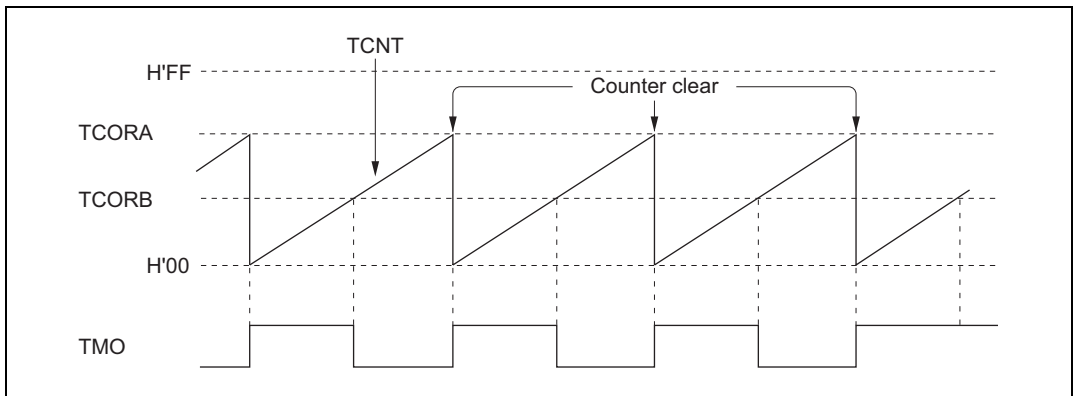 TCNT
H'FF
Counter clear
TCORA
TCORB
H'00
TMO